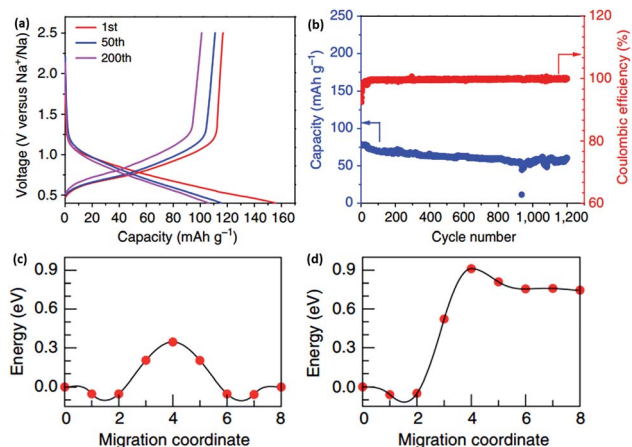 (a)
1st
50th
200th
Voltage (V versus Na⁺/Na)
2.5
2.0
1.5
1.0
0.5
0 20 40 60 80 100 120 140 160
Capacity (mAh g⁻¹)
(b)
Capacity (mAh g⁻¹)
250
200
150
100
50
0
120
100
80
60
Coulombic efficiency (%)
0 200 400 600 800 1,000 1,200
Cycle number
(c)
Energy (eV)
0.9
0.6
0.3
0.0
0 2 4 6 8
Migration coordinate
(d)
Energy (eV)
0.9
0.6
0.3
0.0
0 2 4 6 8
Migration coordinate